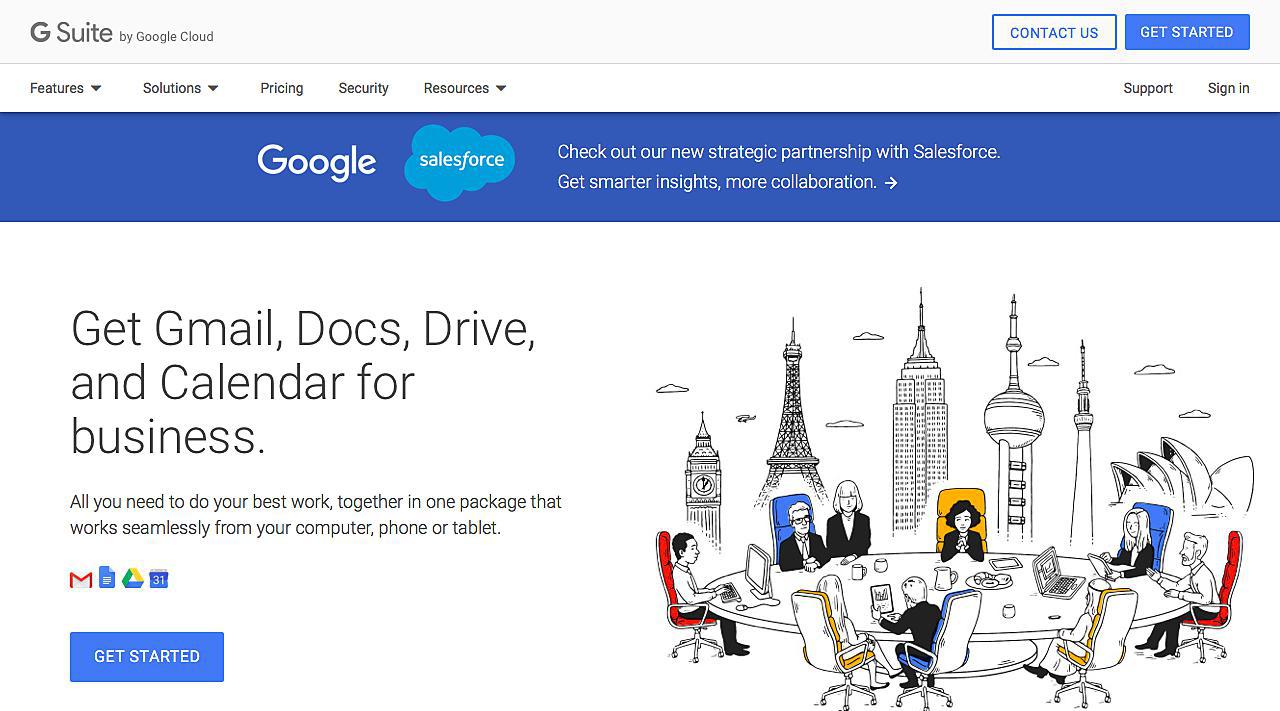 G Suite by Google Cloud
CONTACT US
GET STARTED
Features
Solutions
Pricing
Security
Resources
Support
Sign in
Google
salesforce
Check out our new strategic partnership with Salesforce.
Get smarter insights, more collaboration. →
Get Gmail, Docs, Drive,
and Calendar for
business.
All you need to do your best work, together in one package that
works seamlessly from your computer, phone or tablet.
31
GET STARTED